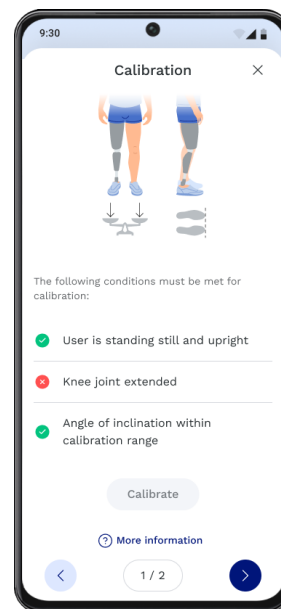 9:30
Calibration
The following conditions must be met for
calibration:
User is standing still and upright
Knee joint extended
Angle of inclination within
calibration range
Calibrate
? More information
1 / 2